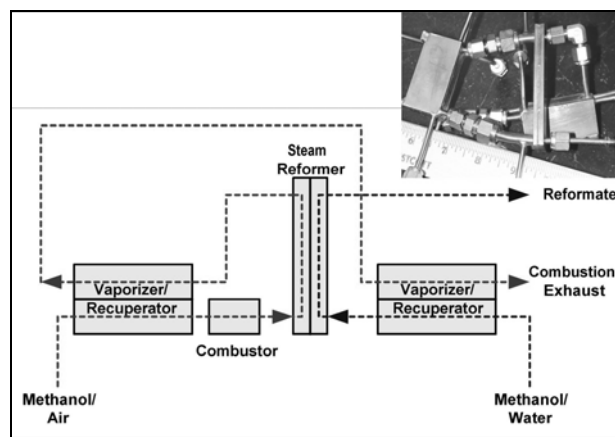 Steam
Reformer
Reformate
Vaporizer/
Recuperator
Combustor
Vaporizer/
Recuperator
Combustion
Exhaust
Methanol/
Air
Methanol/
Water